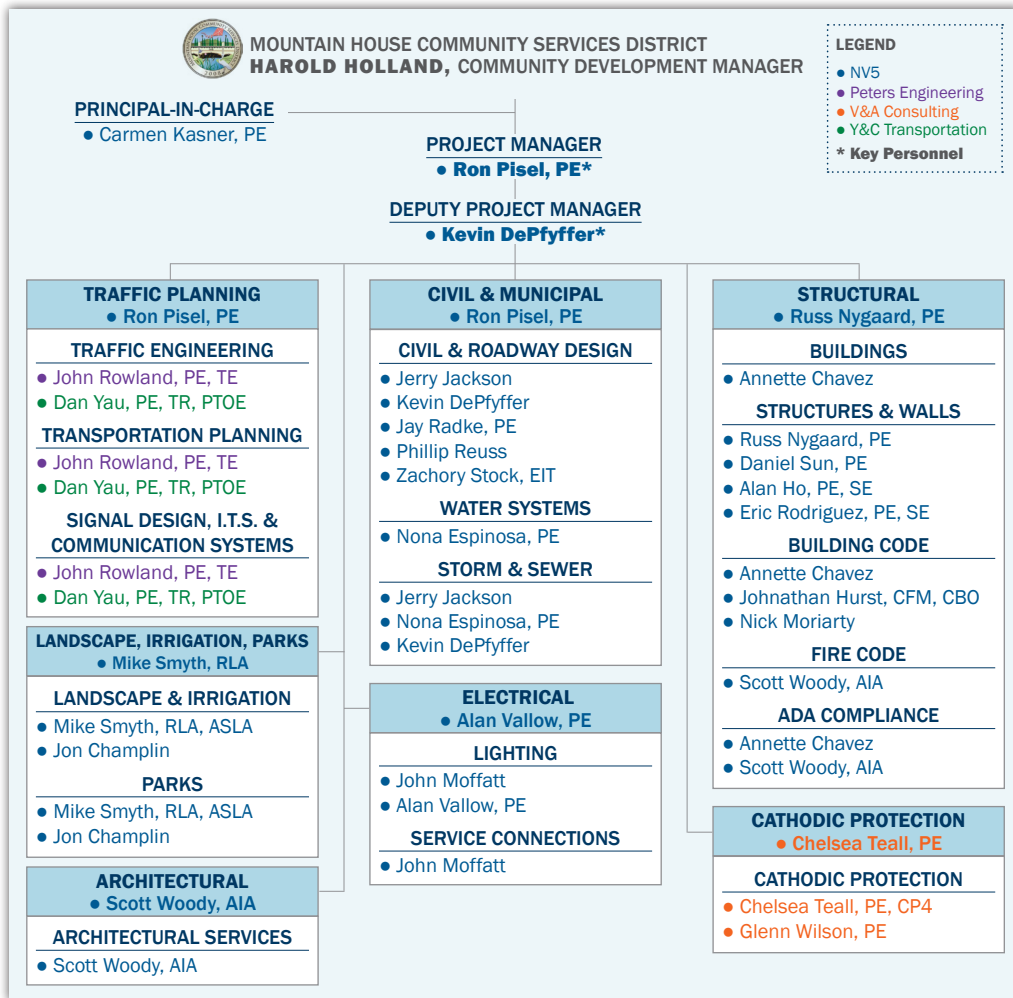 MOUNTAIN HOUSE COMMUNITY SERVICES DISTRICT
HAROLD HOLLAND, COMMUNITY DEVELOPMENT MANAGER
LEGEND
● NV5
● Peters Engineering
● V&A Consulting
● Y&C Transportation
* Key Personnel
PRINCIPAL-IN-CHARGE
● Carmen Kasner, PE
PROJECT MANAGER
● Ron Pisel, PE*
DEPUTY PROJECT MANAGER
● Kevin DePfyffer*
TRAFFIC PLANNING
● Ron Pisel, PE
TRAFFIC ENGINEERING
● John Rowland, PE, TE
● Dan Yau, PE, TR, PTOE
TRANSPORTATION PLANNING
● John Rowland, PE, TE
● Dan Yau, PE, TR, PTOE
SIGNAL DESIGN, I.T.S. &
COMMUNICATION SYSTEMS
● John Rowland, PE, TE
● Dan Yau, PE, TR, PTOE
LANDSCAPE, IRRIGATION, PARKS
● Mike Smyth, RLA
LANDSCAPE & IRRIGATION
● Mike Smyth, RLA, ASLA
● Jon Champlin
PARKS
● Mike Smyth, RLA, ASLA
● Jon Champlin
ARCHITECTURAL
● Scott Woody, AIA
ARCHITECTURAL SERVICES
● Scott Woody, AIA
CIVIL & MUNICIPAL
● Ron Pisel, PE
CIVIL & ROADWAY DESIGN
● Jerry Jackson
● Kevin DePfyffer
● Jay Radke, PE
● Phillip Reuss
● Zachory Stock, EIT
WATER SYSTEMS
● Nona Espinosa, PE
STORM & SEWER
● Jerry Jackson
● Nona Espinosa, PE
● Kevin DePfyffer
ELECTRICAL
● Alan Vallow, PE
LIGHTING
● John Moffatt
● Alan Vallow, PE
SERVICE CONNECTIONS
● John Moffatt
STRUCTURAL
● Russ Nygaard, PE
BUILDINGS
● Annette Chavez
STRUCTURES & WALLS
● Russ Nygaard, PE
● Daniel Sun, PE
● Alan Ho, PE, SE
● Eric Rodriguez, PE, SE
BUILDING CODE
● Annette Chavez
● Johnathan Hurst, CFM, CBO
● Nick Moriarty
FIRE CODE
● Scott Woody, AIA
ADA COMPLIANCE
● Annette Chavez
● Scott Woody, AIA
CATHODIC PROTECTION
● Chelsea Teall, PE
CATHODIC PROTECTION
● Chelsea Teall, PE, CP4
● Glenn Wilson, PE